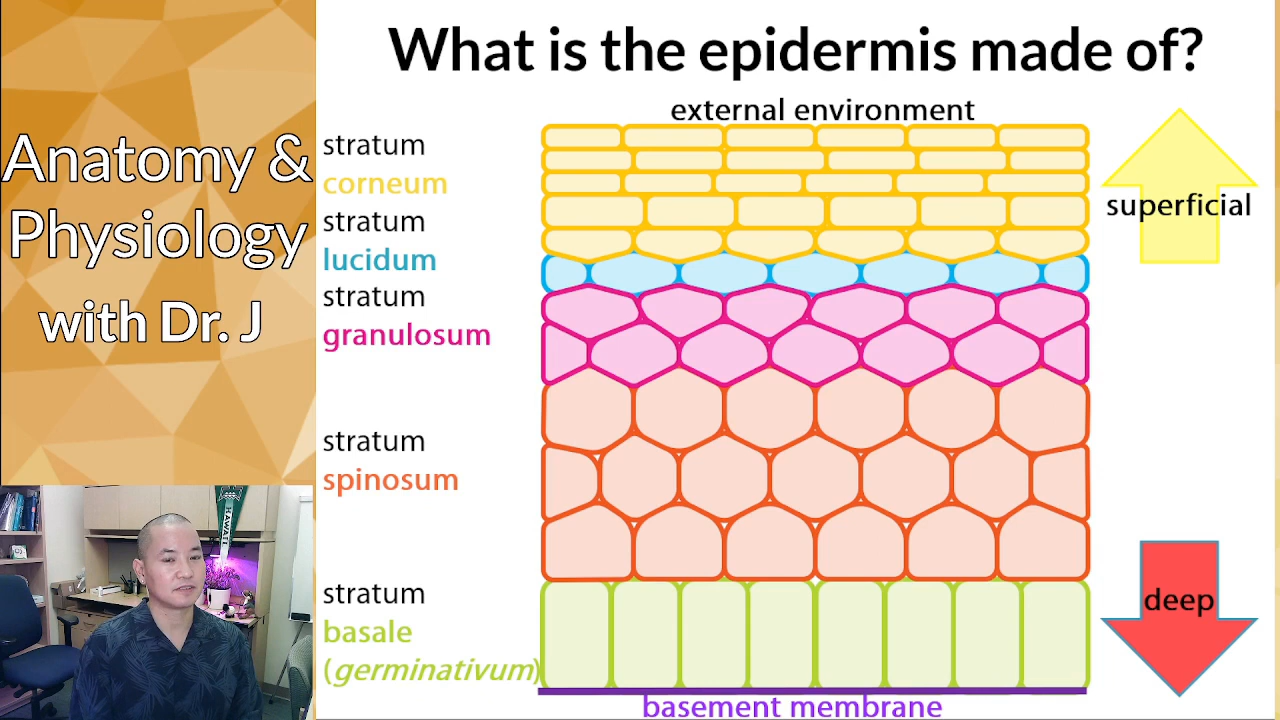 Anatomy &
Physiology
with Dr. J
What is the epidermis made of?
external environment
stratum
corneum
stratum
lucidum
stratum
granulosum
stratum
spinosum
stratum
basale
(germinativum)
basement membrane
superficial
deep
HAWAI'I